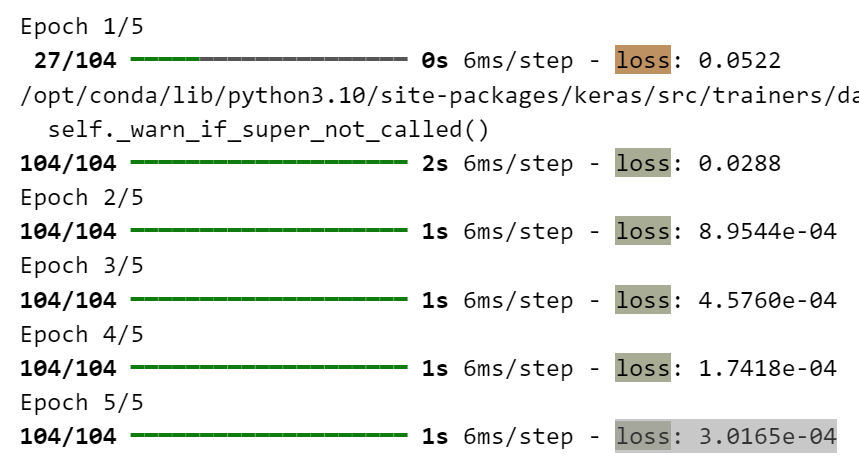 Epoch 1/5
27/104 ━━━━━━━━━━━━━━━━━━━━ 0s 6ms/step - loss: 0.0522
/opt/conda/lib/python3.10/site-packages/keras/src/trainers/da
self._warn_if_super_not_called()
104/104 ━━━━━━━━━━━━━━━━━━━━ 2s 6ms/step - loss: 0.0288
Epoch 2/5
104/104 ━━━━━━━━━━━━━━━━━━━━ 1s 6ms/step - loss: 8.9544e-04
Epoch 3/5
104/104 ━━━━━━━━━━━━━━━━━━━━ 1s 6ms/step - loss: 4.5760e-04
Epoch 4/5
104/104 ━━━━━━━━━━━━━━━━━━━━ 1s 6ms/step - loss: 1.7418e-04
Epoch 5/5
104/104 ━━━━━━━━━━━━━━━━━━━━ 1s 6ms/step - loss: 3.0165e-04